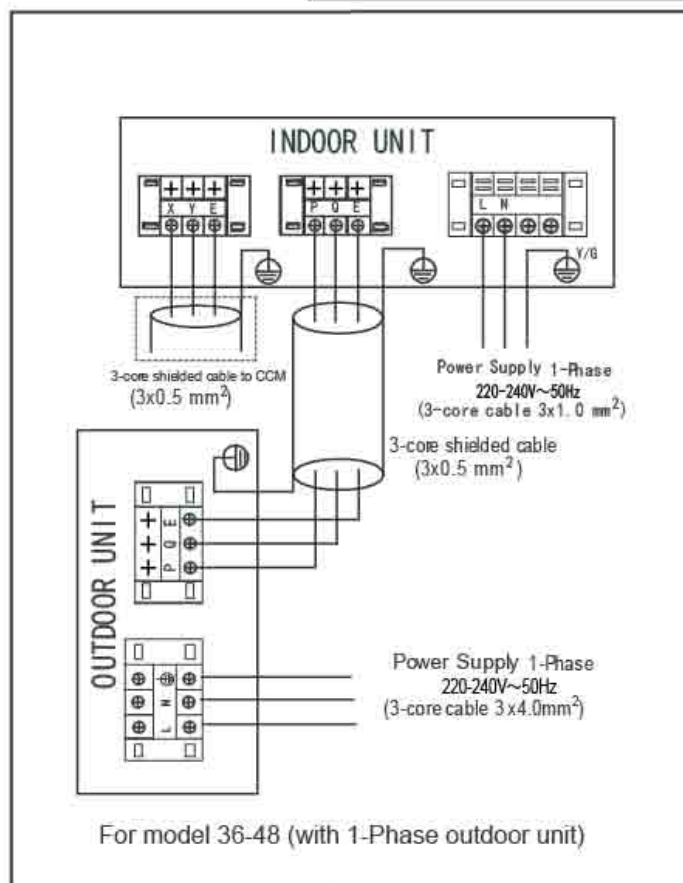 INDOOR UNIT
X Y E
P Q E
L N
Y/G
3-core shielded cable to CCM
(3x0.5 mm²)
Power Supply 1-Phase
220-240V～50Hz
(3-core cable 3x1.0 mm²)
3-core shielded cable
(3x0.5 mm²)
OUTDOOR UNIT
P Q E
L N
Power Supply 1-Phase
220-240V～50Hz
(3-core cable 3x4.0mm²)
For model 36-48 (with 1-Phase outdoor unit)